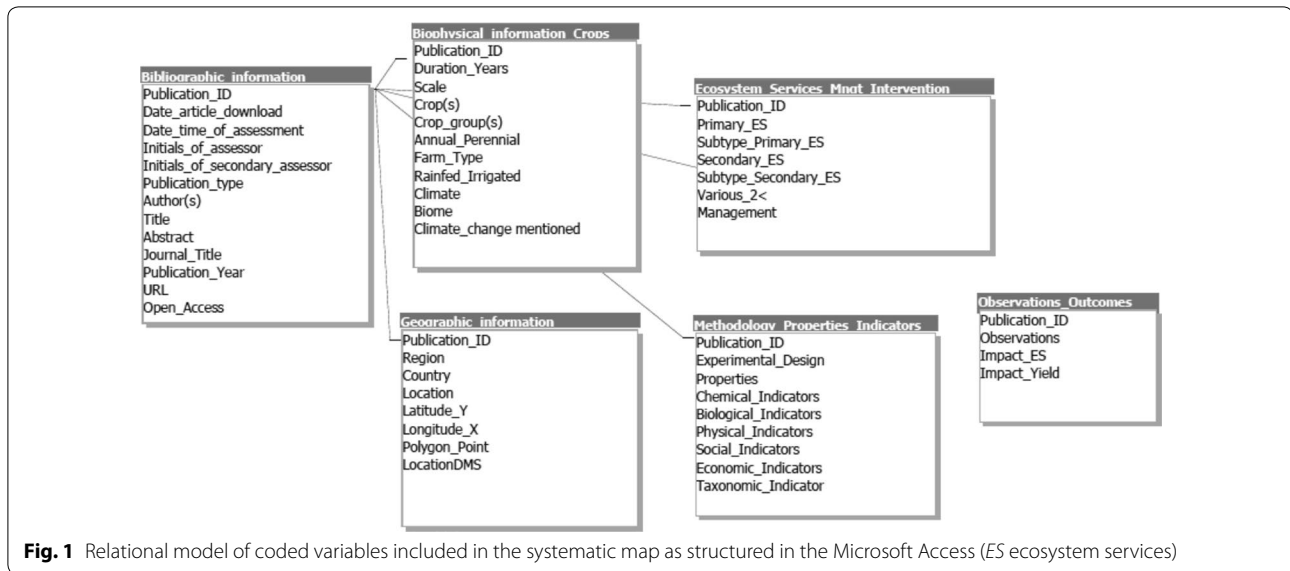 Bibliographic_information
Publication_ID
Date_article_download
Date_time_of_assessment
Initials_of_assessor
Initials_of_secondary_assessor
Publication_type
Author(s)
Title
Abstract
Journal_Title
Publication_Year
URL
Open_Access
Biophysical_information_Crops
Publication_ID
Duration_Years
Scale
Crop(s)
Crop_group(s)
Annual_Perennial
Farm_Type
Rainfed_Irrigated
Climate
Biome
Climate_change mentioned
Ecosystem_Services_Mngt_Intervention
Publication_ID
Primary_ES
Subtype_Primary_ES
Secondary_ES
Subtype_Secondary_ES
Various_2<
Management
Geographic_information
Publication_ID
Region
Country
Location
Latitude_Y
Longitude_X
Polygon_Point
LocationDMS
Methodology_Properties_Indicators
Publication_ID
Experimental_Design
Properties
Chemical_Indicators
Biological_Indicators
Physical_Indicators
Social_Indicators
Economic_Indicators
Taxonomic_Indicator
Observations_Outcomes
Publication_ID
Observations
Impact_ES
Impact_Yield
Fig. 1 Relational model of coded variables included in the systematic map as structured in the Microsoft Access (ES ecosystem services)